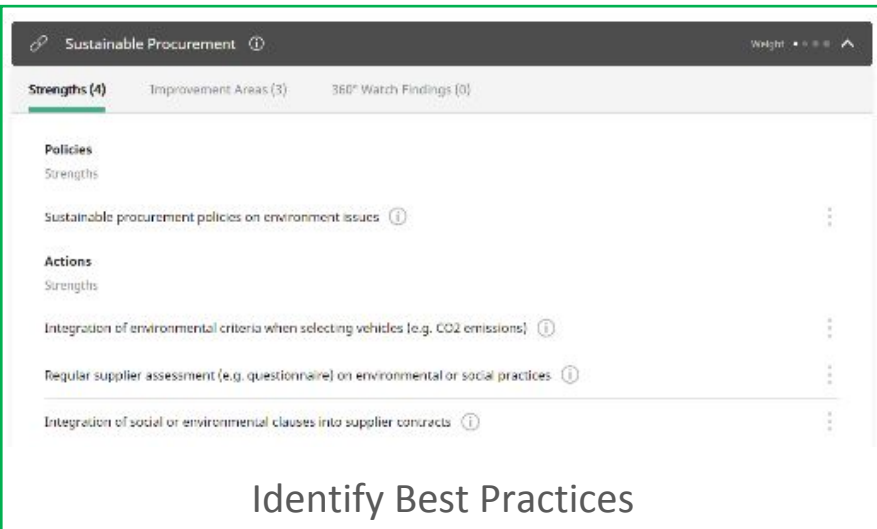 Sustainable Procurement
Weight
Strengths (4) Improvement Areas (3) 360° Watch Findings (0)
Policies
Strengths
Sustainable procurement policies on environment issues
Actions
Strengths
Integration of environmental criteria when selecting vehicles (e.g. CO2 emissions)
Regular supplier assessment (e.g. questionnaire) on environmental or social practices
Integration of social or environmental clauses into supplier contracts
Identify Best Practices